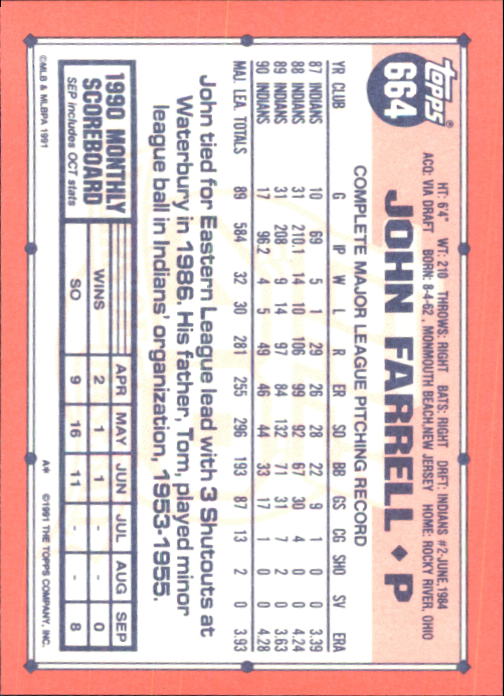 topps®
664
HT: 6'4" WT: 210 THROWS: RIGHT BATS: RIGHT DRFT: INDIANS #2-JUNE,1984
ACQ: VIA DRAFT BORN: 8-4-62, MONMOUTH BEACH,NEW JERSEY HOME: ROCKY RIVER, OHIO
JOHN FARRELL ♦ P
COMPLETE MAJOR LEAGUE PITCHING RECORD
YR CLUB G IP W L R ER SO BB GS CG SHO SV ERA
87 INDIANS 10 69 5 1 29 26 28 22 9 1 0 0 3.39
88 INDIANS 31 210.1 14 10 106 99 92 67 30 4 0 0 4.24
89 INDIANS 31 208 9 14 97 84 132 71 31 7 2 0 3.63
90 INDIANS 17 96.2 4 5 49 46 44 33 17 1 0 0 4.28
MAJ. LEA. TOTALS 89 584 32 30 281 255 296 193 87 13 2 0 3.93
John tied for Eastern League lead with 3 Shutouts at
Waterbury in 1986. His father, Tom, played minor
league ball in Indians' organization, 1953-1955.
1990 MONTHLY
SCOREBOARD
SEP includes OCT stats
APR MAY JUN JUL AUG SEP
WINS 2 1 1 - - 0
SO 9 16 11 - - 8
©MLB & MLBPA 1991 A* ©1991 THE TOPPS COMPANY, INC.